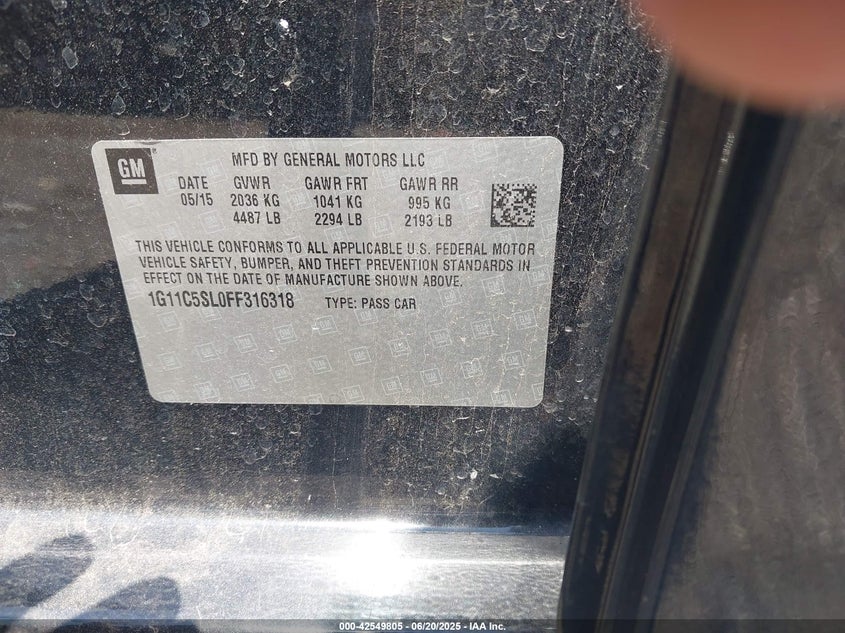 GM
MFD BY GENERAL MOTORS LLC
DATE GVWR GAWR FRT GAWR RR
05/15 2036 KG 1041 KG 995 KG
4487 LB 2294 LB 2193 LB
THIS VEHICLE CONFORMS TO ALL APPLICABLE U.S. FEDERAL MOTOR
VEHICLE SAFETY, BUMPER, AND THEFT PREVENTION STANDARDS IN
EFFECT ON THE DATE OF MANUFACTURE SHOWN ABOVE.
1G11C5SL0FF316318 TYPE: PASS CAR
000-42549805 - 06/20/2025 - IAA Inc.